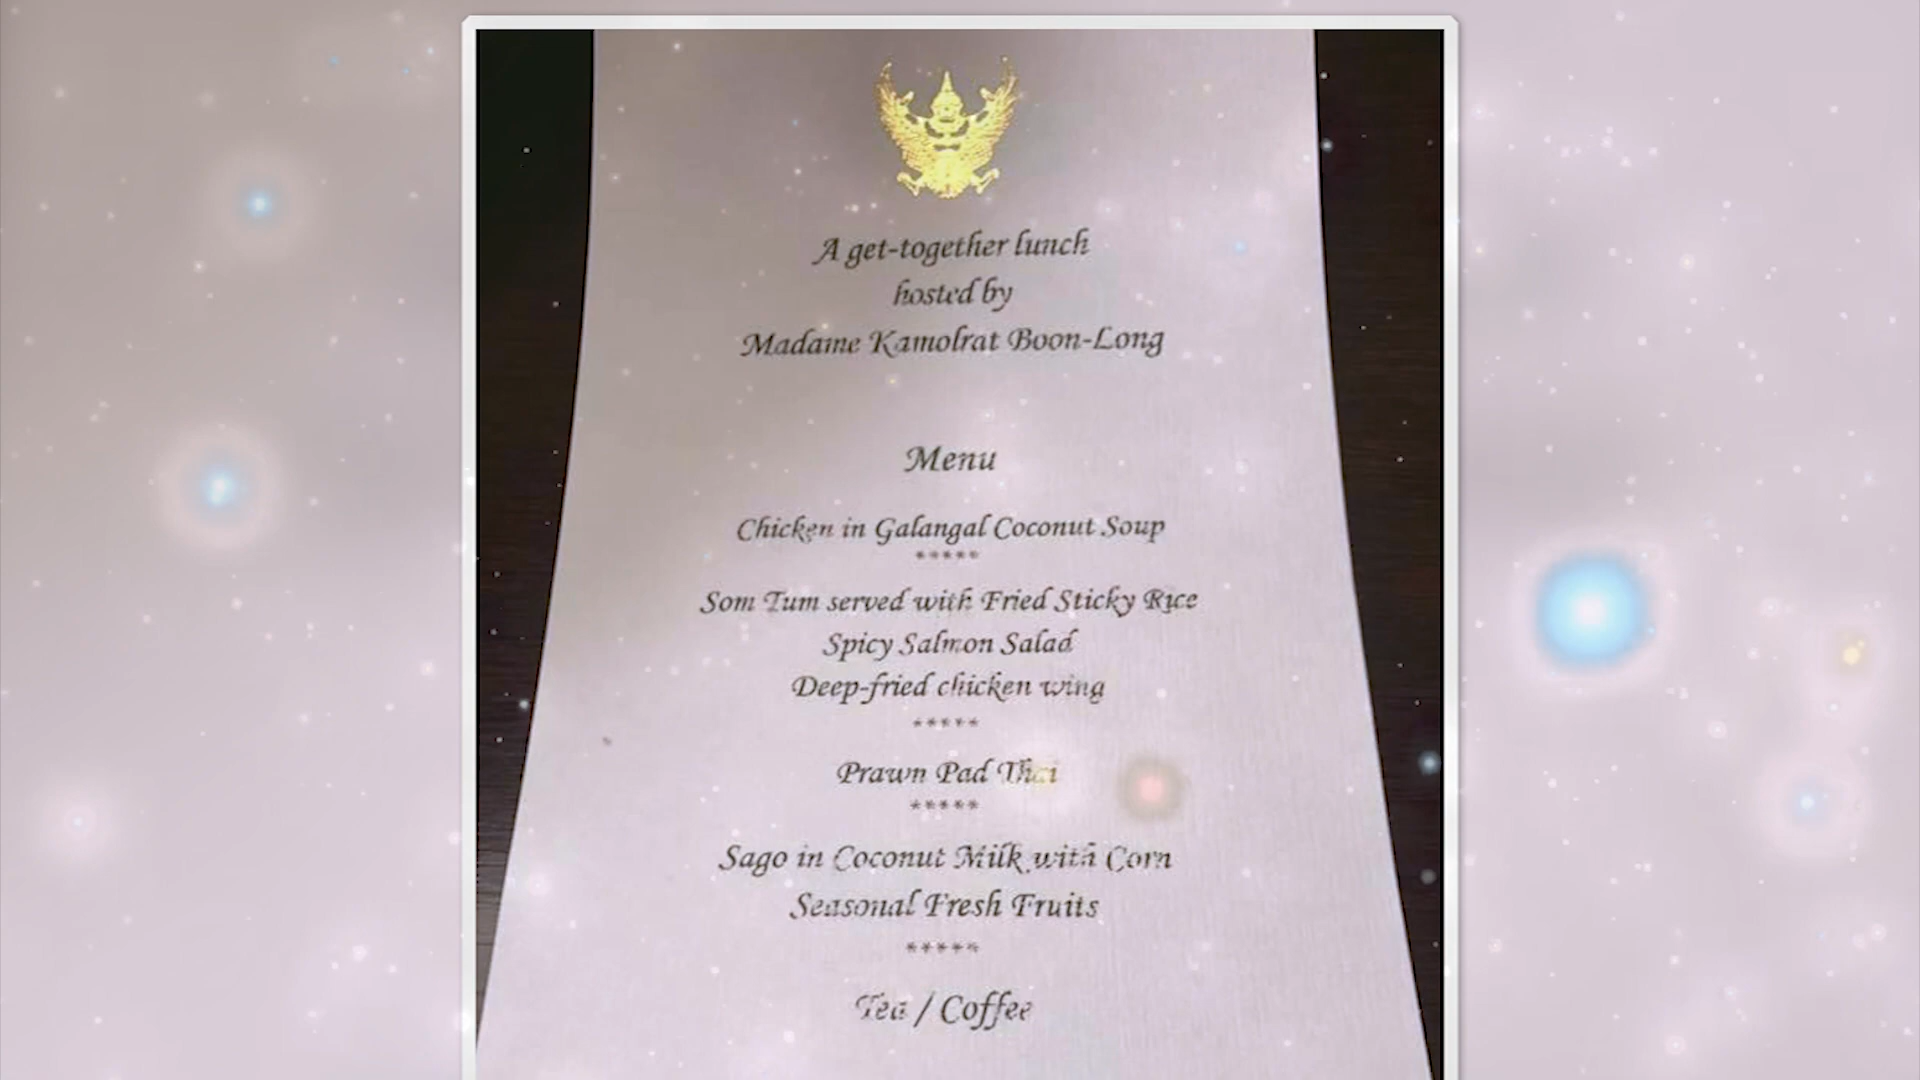 A get-together lunch
hosted by
Madame Kamolrat Boon-Long
Menu
Chicken in Galangal Coconut Soup
*****
Som Tum served with Fried Sticky Rice
Spicy Salmon Salad
Deep-fried chicken wing
*****
Prawn Pad Thai
*****
Sago in Coconut Milk with Corn
Seasonal Fresh Fruits
*****
Tea / Coffee